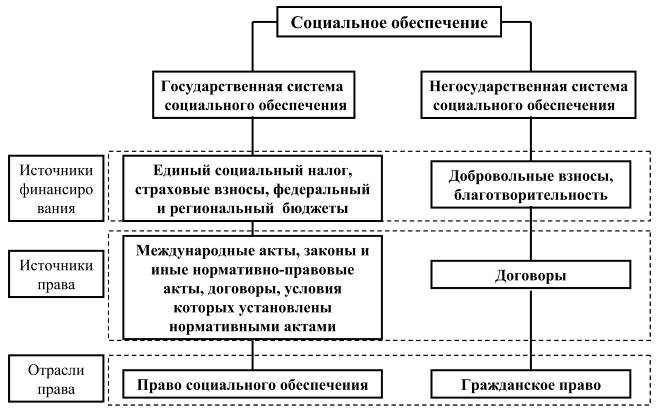 Социальное обеспечение
Государственная система
социального обеспечения
Негосударственная система
социального обеспечения
Источники
финансиро
вания
Единый социальный налог,
страховые взносы, федеральный
и региональный бюджеты
Добровольные взносы,
благотворительность
Источники
права
Международные акты, законы и
иные нормативно-правовые
акты, договоры, условия
которых установлены
нормативными актами
Договоры
Отрасли
права
Право социального обеспечения
Гражданское право